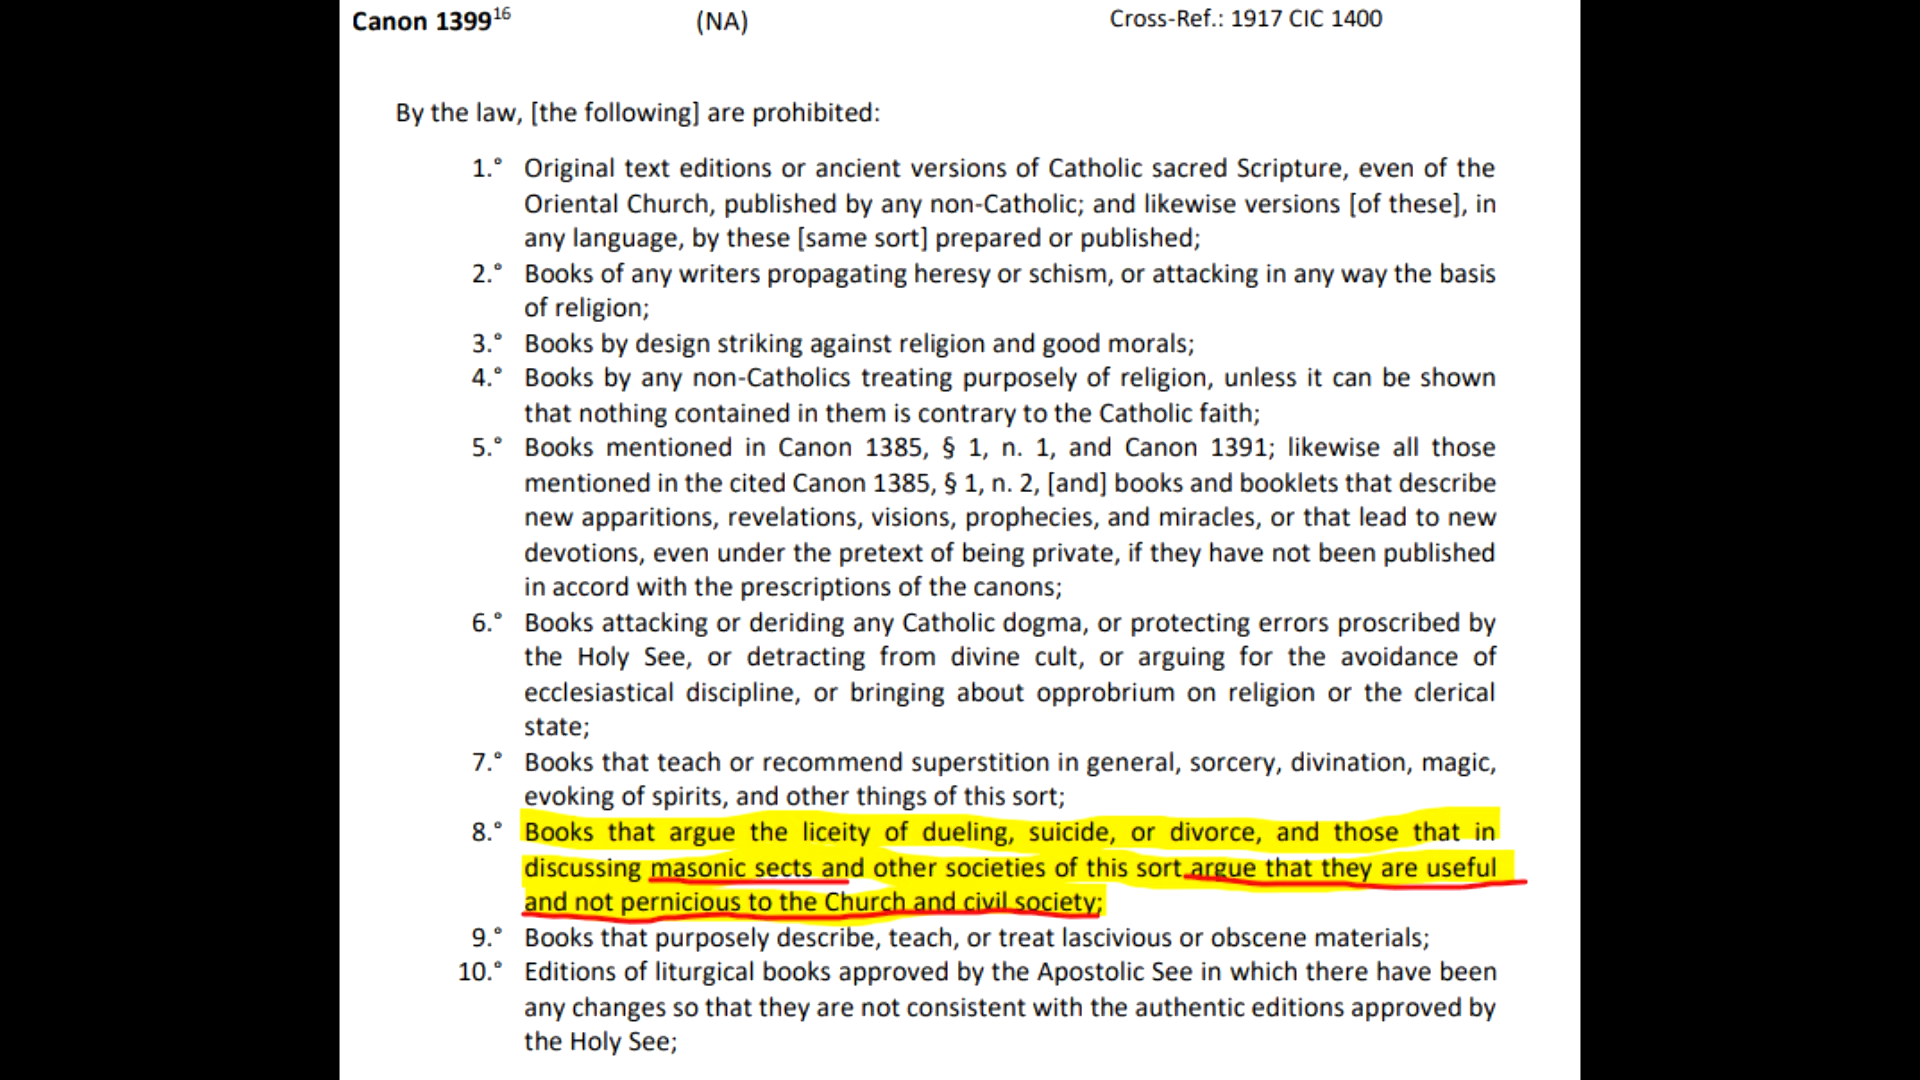 Canon 1399¹⁶ (NA) Cross-Ref.: 1917 CIC 1400
By the law, [the following] are prohibited:
1.° Original text editions or ancient versions of Catholic sacred Scripture, even of the
Oriental Church, published by any non-Catholic; and likewise versions [of these], in
any language, by these [same sort] prepared or published;
2.° Books of any writers propagating heresy or schism, or attacking in any way the basis
of religion;
3.° Books by design striking against religion and good morals;
4.° Books by any non-Catholics treating purposely of religion, unless it can be shown
that nothing contained in them is contrary to the Catholic faith;
5.° Books mentioned in Canon 1385, § 1, n. 1, and Canon 1391; likewise all those
mentioned in the cited Canon 1385, § 1, n. 2, [and] books and booklets that describe
new apparitions, revelations, visions, prophecies, and miracles, or that lead to new
devotions, even under the pretext of being private, if they have not been published
in accord with the prescriptions of the canons;
6.° Books attacking or deriding any Catholic dogma, or protecting errors proscribed by
the Holy See, or detracting from divine cult, or arguing for the avoidance of
ecclesiastical discipline, or bringing about opprobrium on religion or the clerical
state;
7.° Books that teach or recommend superstition in general, sorcery, divination, magic,
evoking of spirits, and other things of this sort;
8.° Books that argue the liceity of dueling, suicide, or divorce, and those that in
discussing masonic sects and other societies of this sort argue that they are useful
and not pernicious to the Church and civil society;
9.° Books that purposely describe, teach, or treat lascivious or obscene materials;
10.° Editions of liturgical books approved by the Apostolic See in which there have been
any changes so that they are not consistent with the authentic editions approved by
the Holy See;